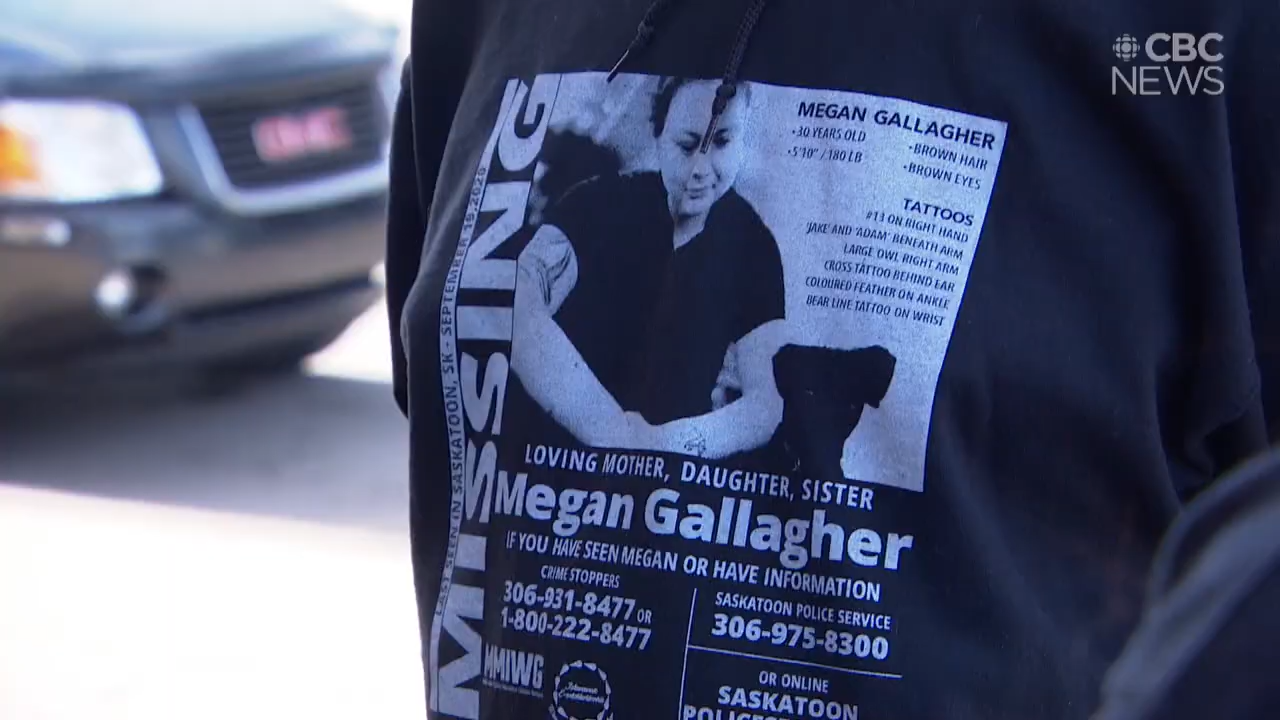 CBC
NEWS
GMC
MISSING
LAST SEEN IN SASKATOON, SK - SEPTEMBER 19, 2020
MEGAN GALLAGHER
•30 YEARS OLD
•5'10" / 180 LB
•BROWN HAIR
•BROWN EYES
TATTOOS
#13 ON RIGHT HAND
'JAKE AND 'ADAM' BENEATH ARM
LARGE OWL RIGHT ARM
CROSS TATTOO BEHIND EAR
COLOURED FEATHER ON ANKLE
BEAR LINE TATTOO ON WRIST
LOVING MOTHER, DAUGHTER, SISTER
Megan Gallagher
IF YOU HAVE SEEN MEGAN OR HAVE INFORMATION
CRIME STOPPERS
306-931-8477 OR
1-800-222-8477
SASKATOON POLICE SERVICE
306-975-8300
OR ONLINE
SASKATOON
MMIWG